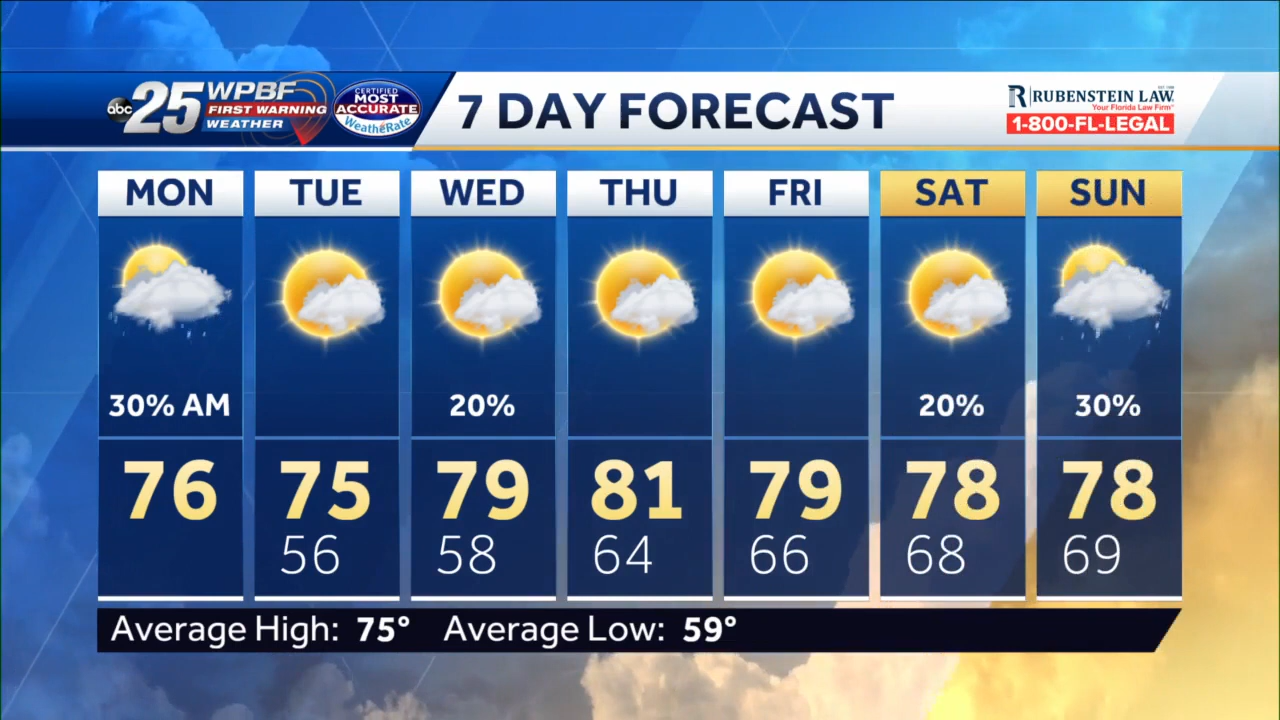 abc 25 WPBF
FIRST WARNING
WEATHER
CERTIFIED
MOST
ACCURATE
WeatheRate
7 DAY FORECAST
RUBENSTEIN LAW
Your Florida Law Firm
1-800-FL-LEGAL
MON TUE WED THU FRI SAT SUN
30% AM 20% 20% 30%
76 75 79 81 79 78 78
56 58 64 66 68 69
Average High: 75° Average Low: 59°